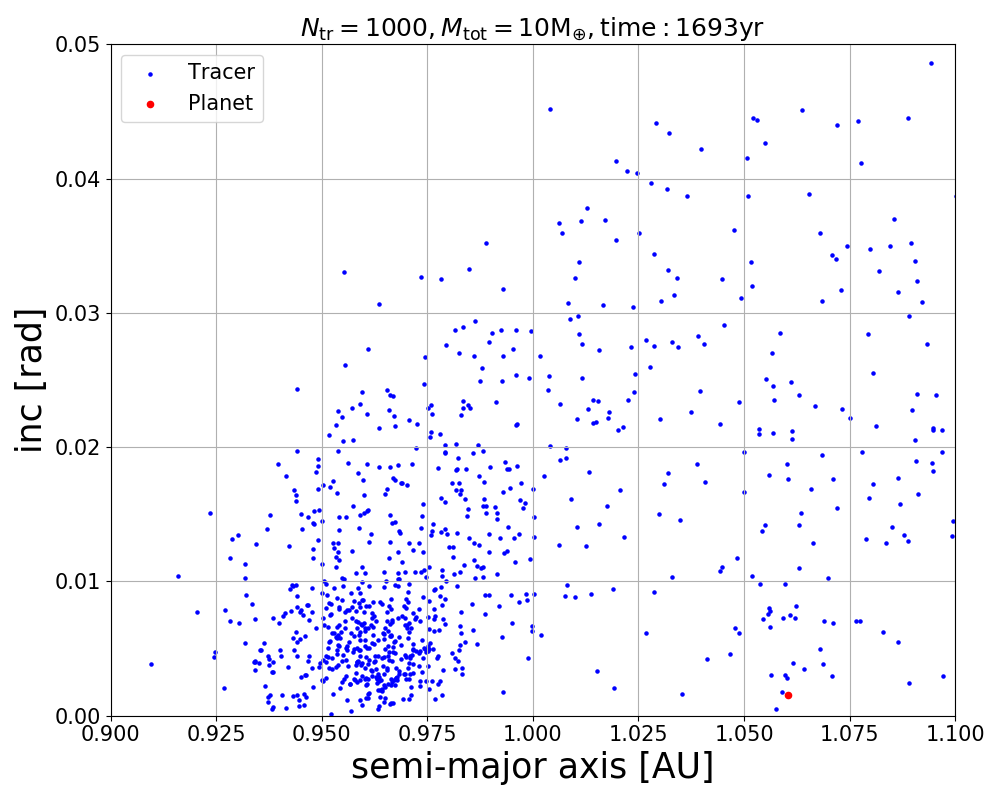 N_tr = 1000, M_tot = 10M_⊕, time : 1693yr
0.05
Tracer
Planet
0.04
0.03
inc [rad]
0.02
0.01
0.00
0.900 0.925 0.950 0.975 1.000 1.025 1.050 1.075 1.100
semi-major axis [AU]